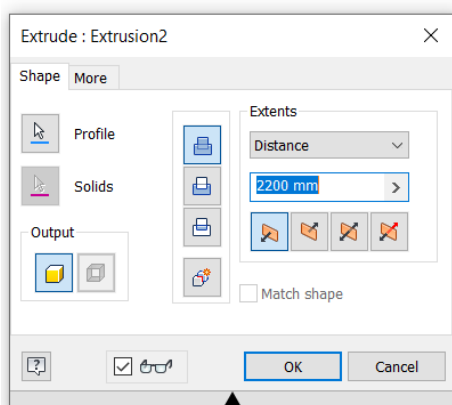 Extrude : Extrusion2
Shape
More
Profile
Solids
Output
Extents
Distance
2200 mm
Match shape
?
OK
Cancel